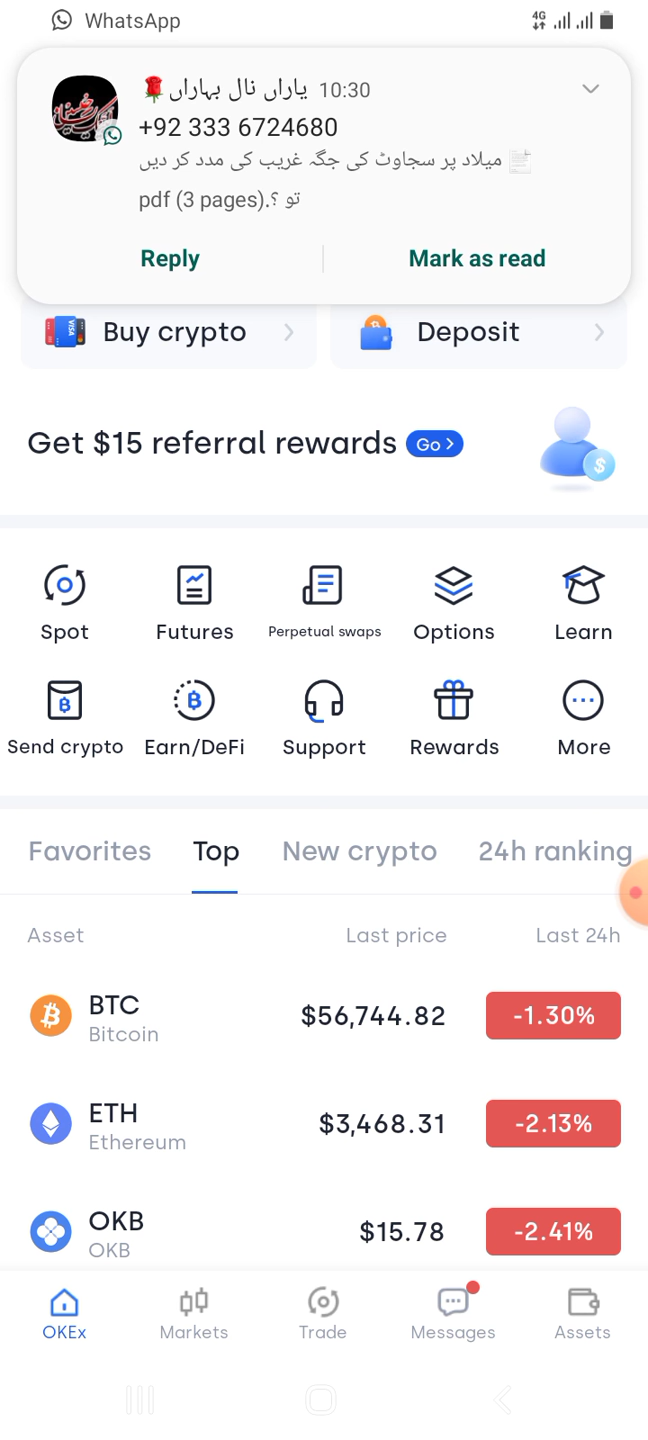 WhatsApp
4G
🌹یاراں نال بہاراں 10:30
+92 333 6724680
📄 میلاد پر سجاوٹ کی جگہ غریب کی مدد کر دیں
تو ؟.pdf (3 pages)
Reply
Mark as read
VISA
Buy crypto
Deposit
Get $15 referral rewards Go
Spot
Futures
Perpetual swaps
Options
Learn
Send crypto
Earn/DeFi
Support
Rewards
More
Favorites
Top
New crypto
24h ranking
Asset
Last price
Last 24h
BTC
Bitcoin
$56,744.82
-1.30%
ETH
Ethereum
$3,468.31
-2.13%
OKB
OKB
$15.78
-2.41%
OKEx
Markets
Trade
Messages
Assets